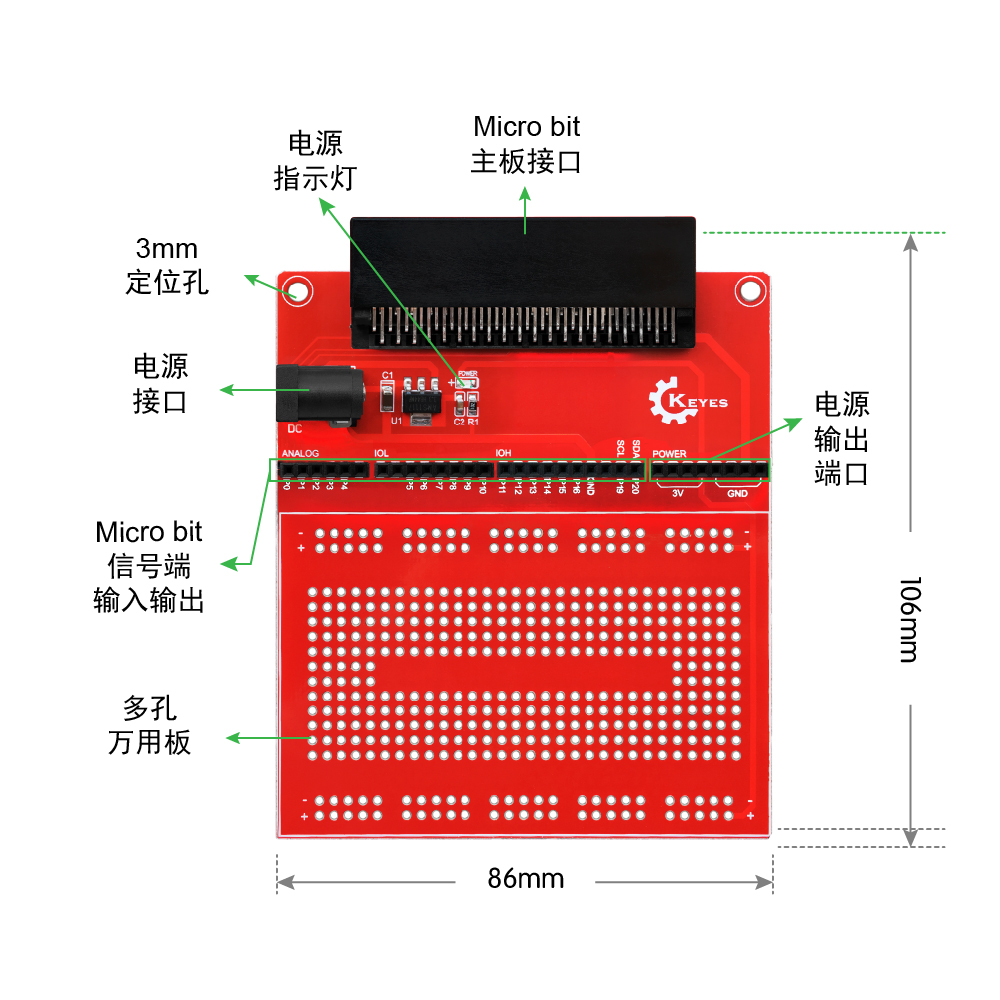 Micro bit
主板接口
电源
指示灯
3mm
定位孔
电源
接口
C1
POWER
+
U1
C2
R1
KEYES
电源
输出
端口
DC
ANALOG
IOL
IOH
SCL
SDA
POWER
P0
P1
P2
P3
P4
P5
P6
P7
P8
P9
P10
P11
P12
P13
P14
P15
P16
GND
P19
P20
3V
GND
Micro bit
信号端
输入输出
- -
+ +
106mm
多孔
万用板
- -
+ +
86mm